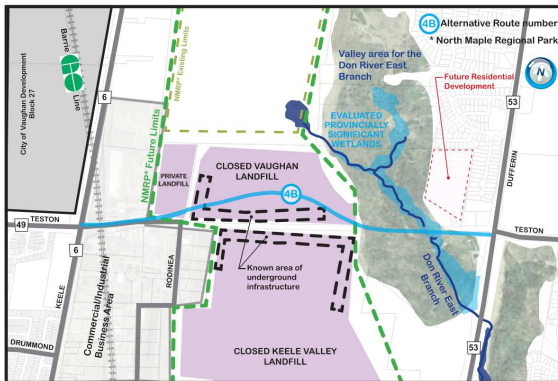 4B Alternative Route number
* North Maple Regional Park
N
City of Vaughan Development
Block 27
Barrie
Line
6
NMRP* Existing Limits
NMRP* Future Limits
Valley area for the
Don River East
Branch
EVALUATED
PROVINCIALLY
SIGNIFICANT
WETLANDS
Future Residential
Development
53
DUFFERIN
PRIVATE
LANDFILL
CLOSED VAUGHAN
LANDFILL
4B
TESTON
49
6
TESTON
KEELE
Commercial/Industrial
Business Area
RODINEA
Known area of
underground
infrastructure
Don River East
Branch
DRUMMOND
CLOSED KEELE VALLEY
LANDFILL
53